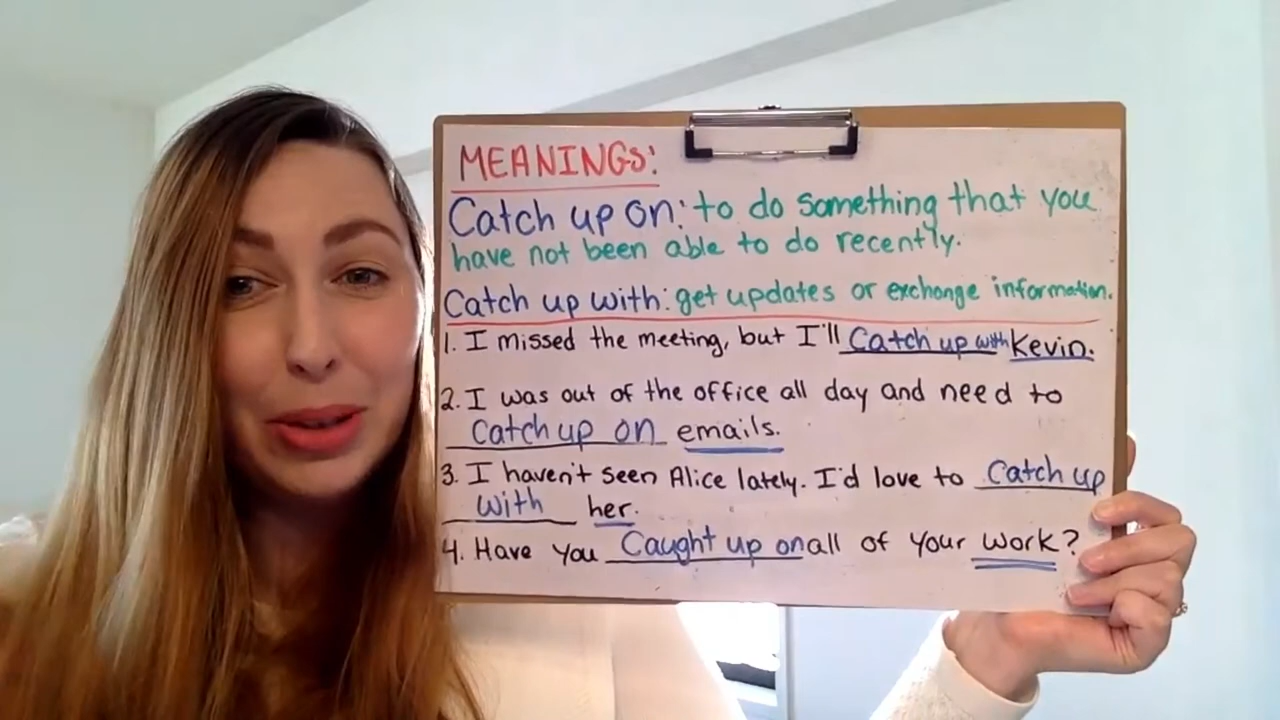 MEANINGS:
Catch up on: to do something that you
have not been able to do recently.
Catch up with: get updates or exchange information.
1. I missed the meeting, but I'll Catch up with Kevin.
2. I was out of the office all day and need to
Catch up on emails.
3. I haven't seen Alice lately. I'd love to Catch up
with her.
4. Have you Caught up on all of your work?